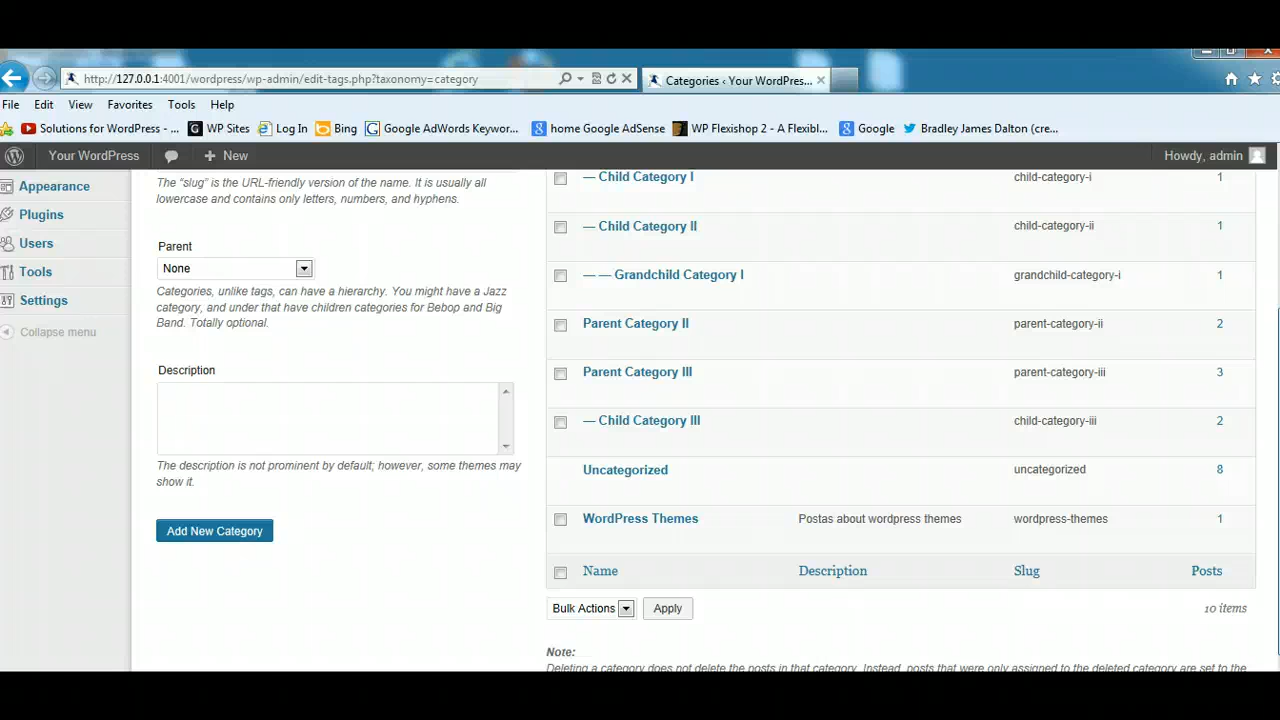 http://127.0.0.1:4001/wordpress/wp-admin/edit-tags.php?taxonomy=category
Categories ‹ Your WordPres...
File Edit View Favorites Tools Help
Solutions for WordPress - ... WP Sites Log In Bing Google AdWords Keywor... home Google AdSense WP Flexishop 2 - A Flexibl... Google Bradley James Dalton (cre...
Your WordPress + New Howdy, admin
Appearance
Plugins
Users
Tools
Settings
Collapse menu
The “slug” is the URL-friendly version of the name. It is usually all
lowercase and contains only letters, numbers, and hyphens.
Parent
None
Categories, unlike tags, can have a hierarchy. You might have a Jazz
category, and under that have children categories for Bebop and Big
Band. Totally optional.
Description
The description is not prominent by default; however, some themes may
show it.
Add New Category
— Child Category I child-category-i 1
— Child Category II child-category-ii 1
— — Grandchild Category I grandchild-category-i 1
Parent Category II parent-category-ii 2
Parent Category III parent-category-iii 3
— Child Category III child-category-iii 2
Uncategorized uncategorized 8
WordPress Themes Postas about wordpress themes wordpress-themes 1
Name Description Slug Posts
Bulk Actions Apply 10 items
Note:
Deleting a category does not delete the posts in that category. Instead, posts that were only assigned to the deleted category are set to the